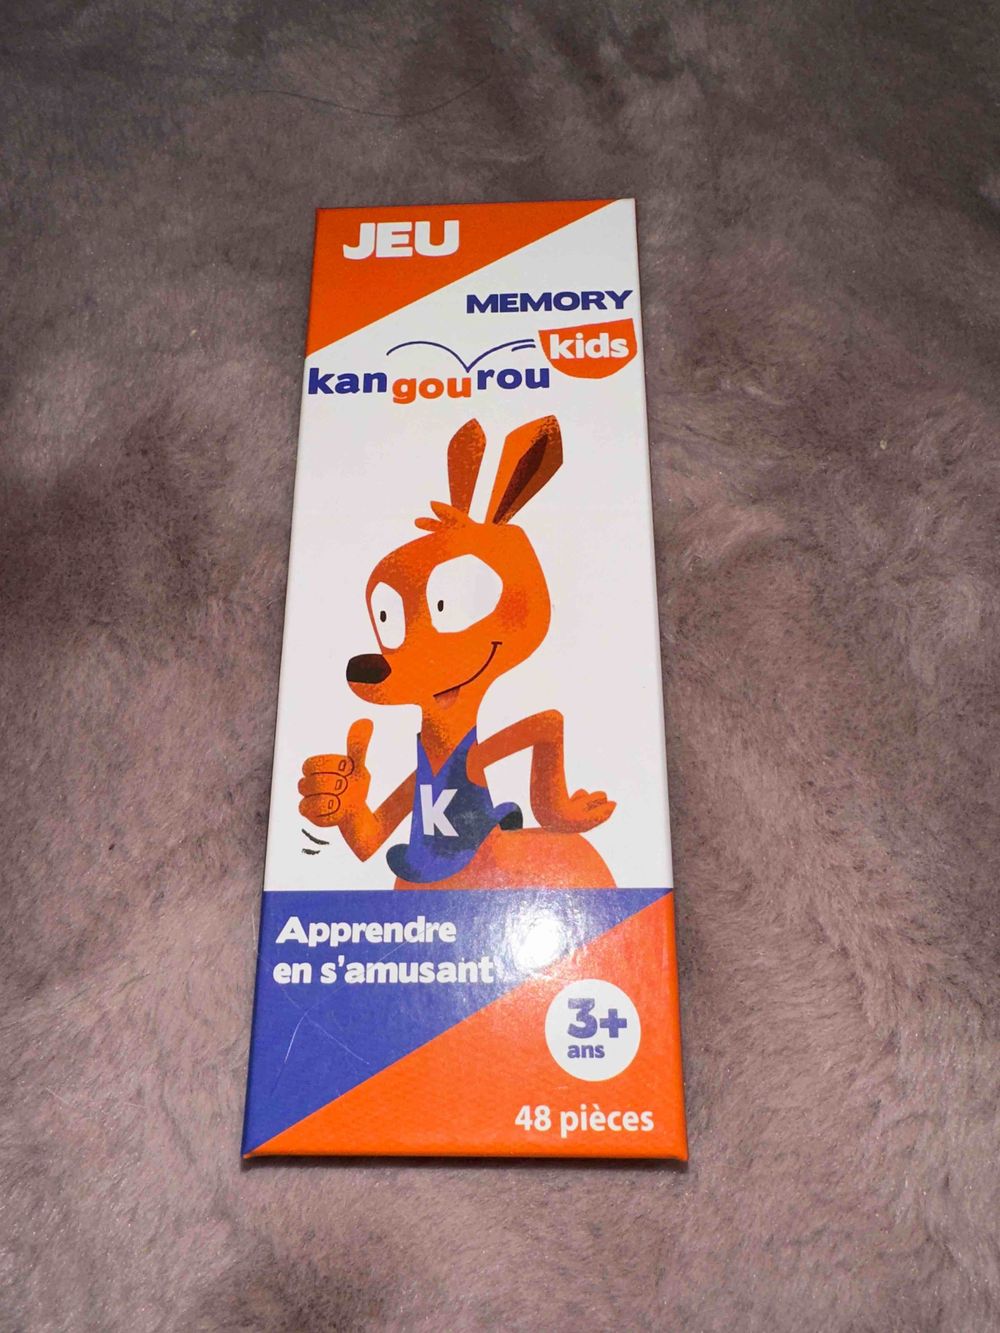 JEU
MEMORY
kids
kangourou
K
Apprendre
en s'amusant
3+
ans
48 pièces